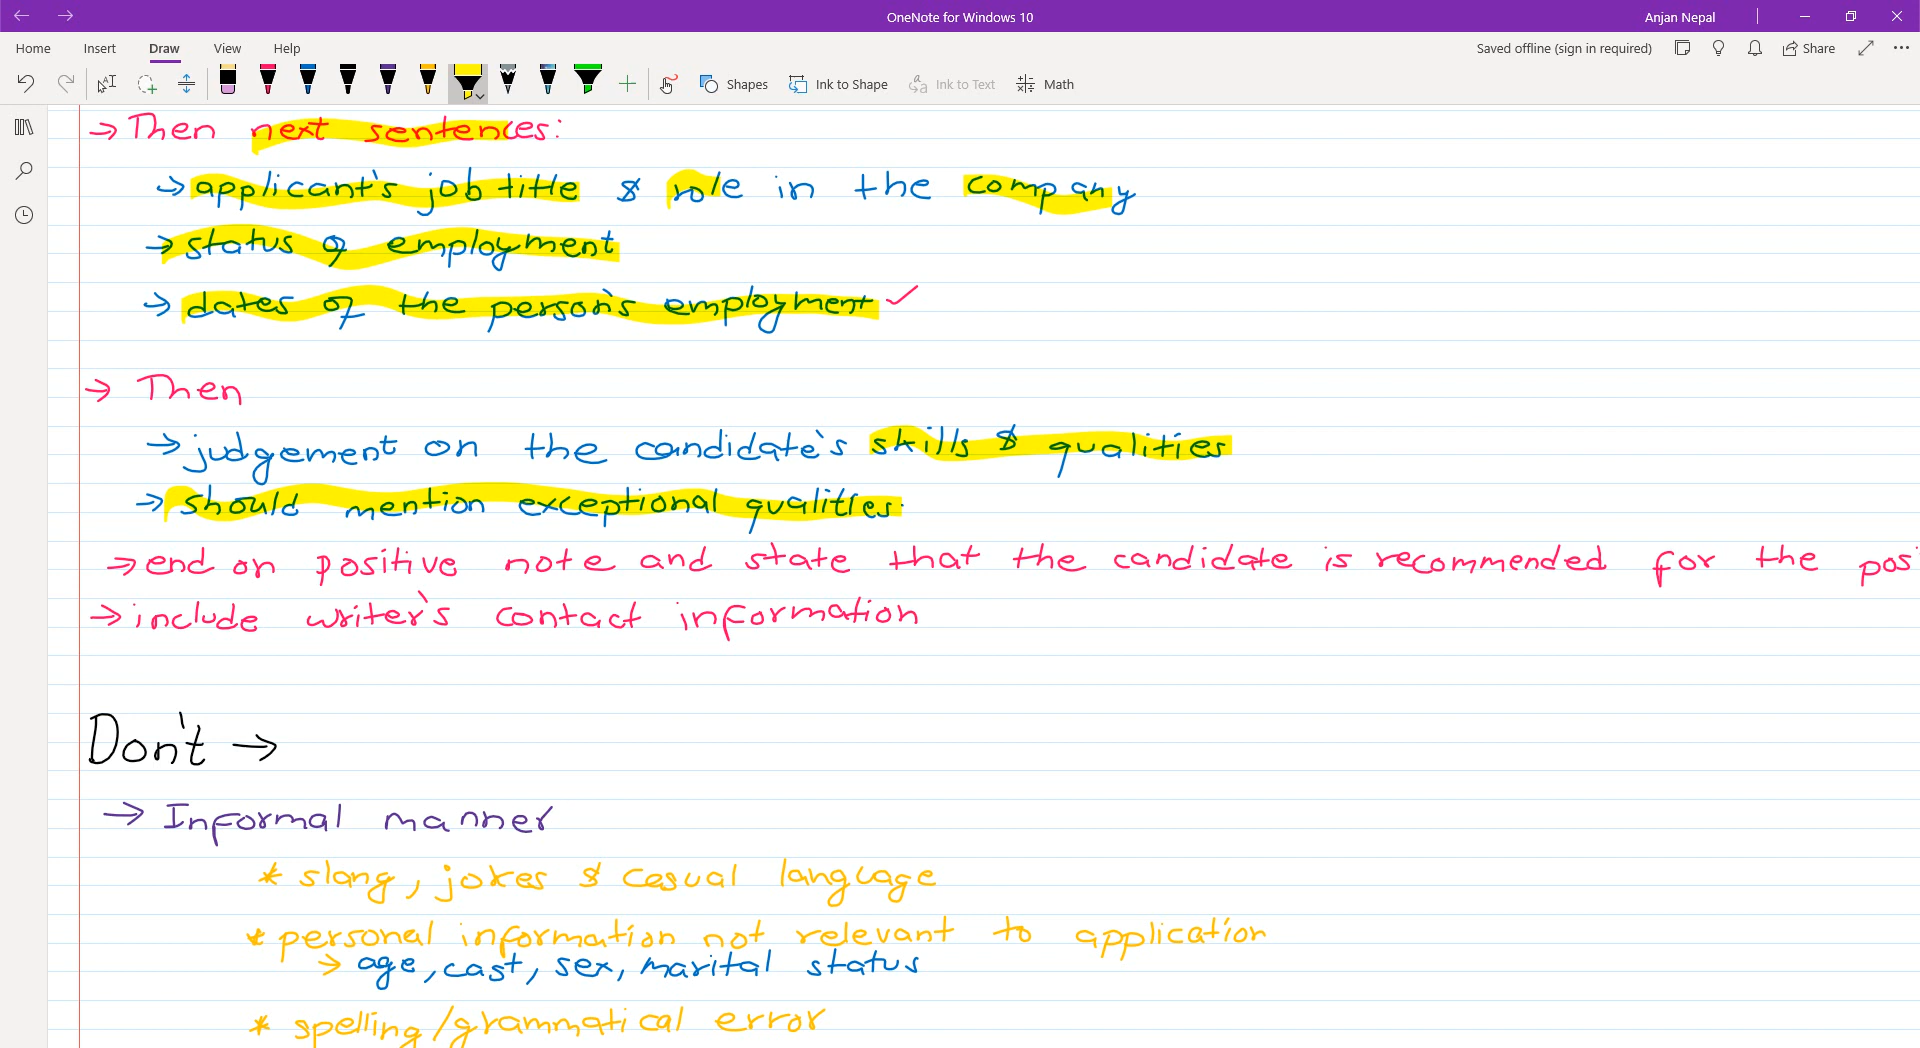 OneNote for Windows 10
Anjan Nepal
Home Insert Draw View Help
Saved offline (sign in required) Share
Shapes Ink to Shape Ink to Text Math
→ Then next sentences:
→ applicant's job title & role in the company
→ status of employment
→ dates of the person's employment ✓
→ Then
→ judgement on the candidate's skills & qualities
→ should mention exceptional qualities.
→ end on positive note and state that the candidate is recommended for the posi
→ include writer's contact information
Don't →
→ Informal manner
* slang, jokes & casual language
* personal information not relevant to application
→ age, cast, sex, marital status
* spelling/grammatical error